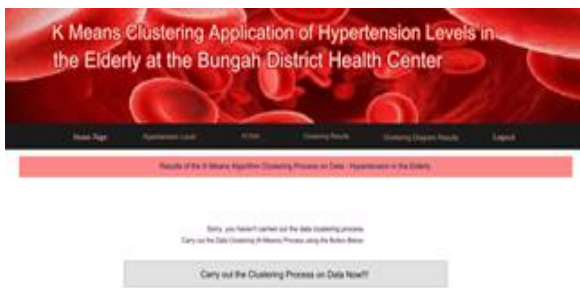 K Means Clustering Application of Hypertension Levels in
the Elderly at the Bungah District Health Center
Home Page Hypertension Level Clustering Results Clustering Diagram Results Logout
Results of the K-Means Algorithm Clustering Process on Data - Hypertension in the Elderly
Sorry, you haven't carried out the data clustering process.
Carry out the Data Clustering (K-Means) Process using the Button Below
Carry out the Clustering Process on Data Now!!!